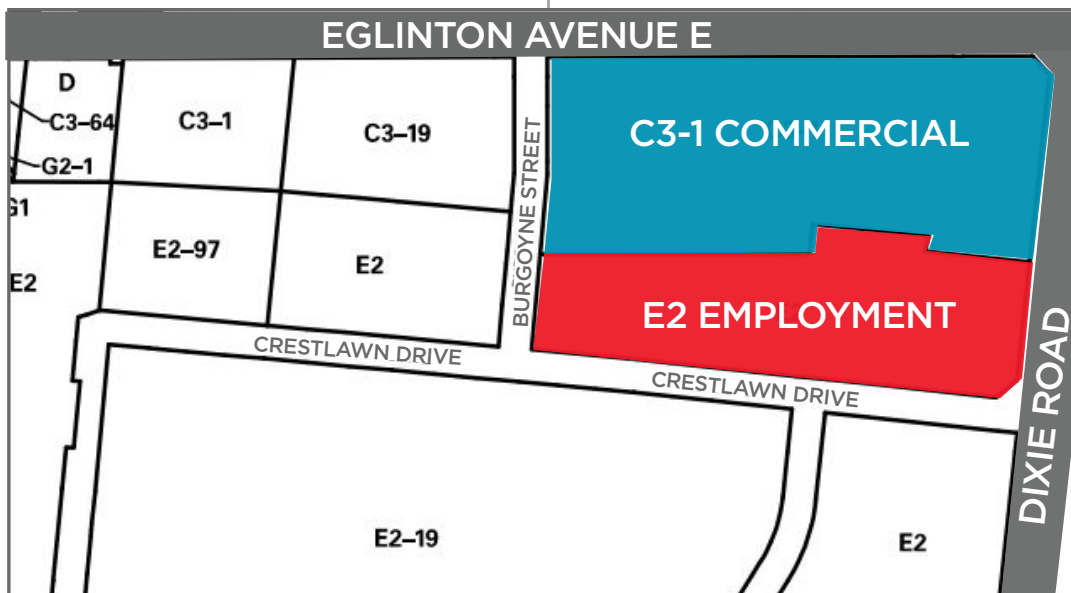 EGLINTON AVENUE E
D
C3–64
G2–1
C3–1
C3–19
BURGOYNE STREET
C3-1 COMMERCIAL
G1
E2
E2–97
E2
E2 EMPLOYMENT
CRESTLAWN DRIVE
CRESTLAWN DRIVE
DIXIE ROAD
E2–19
E2